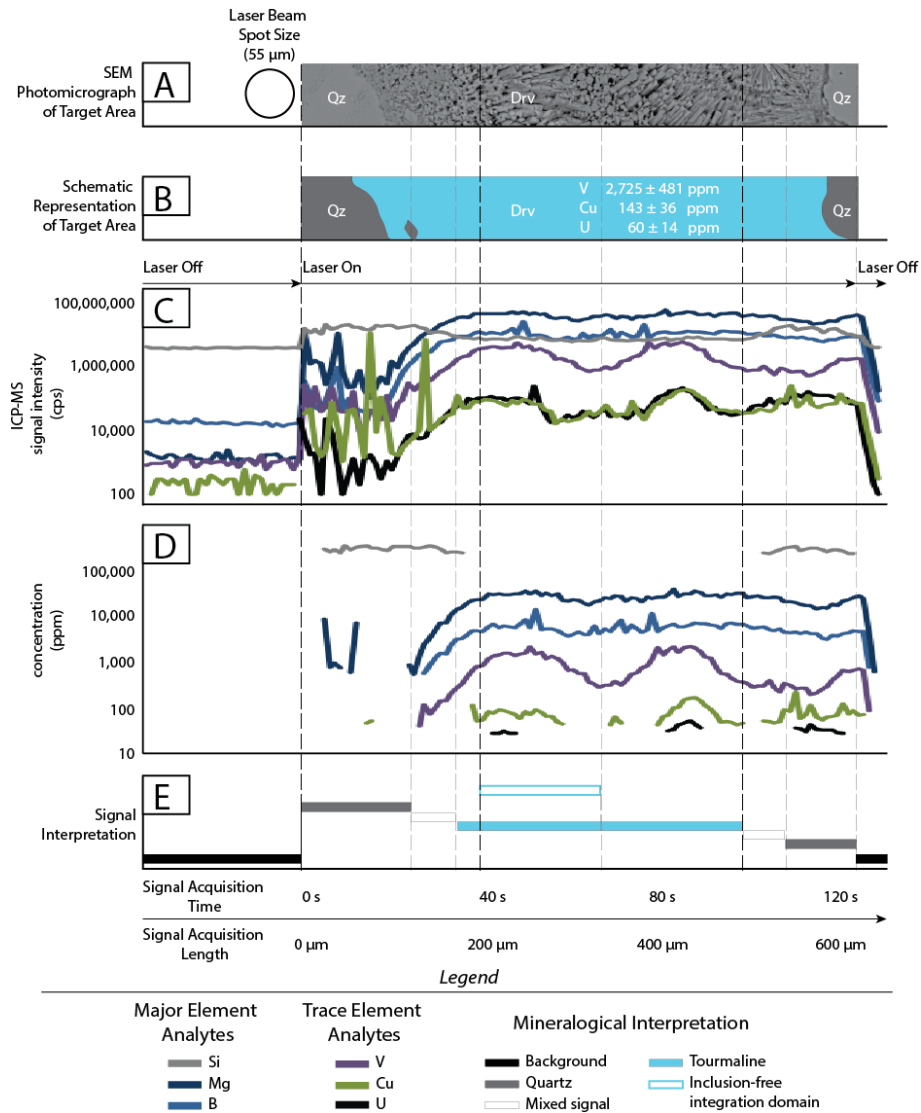 Laser Beam
Spot Size
(55 µm)
SEM
Photomicrograph
of Target Area
A
Qz
Drv
Qz
Schematic
Representation
of Target Area
B
Qz
Drv
V 2,725 ± 481 ppm
Cu 143 ± 36 ppm
U 60 ± 14 ppm
Qz
Laser Off
Laser On
Laser Off
C
ICP-MS
signal intensity
(cps)
100,000,000
1,000,000
10,000
100
D
concentration
(ppm)
100,000
10,000
1,000
100
10
E
Signal
Interpretation
Signal Acquisition
Time
0 s
40 s
80 s
120 s
Signal Acquisition
Length
0 µm
200 µm
400 µm
600 µm
Legend
Major Element
Analytes
Si
Mg
B
Trace Element
Analytes
V
Cu
U
Mineralogical Interpretation
Background
Quartz
Mixed signal
Tourmaline
Inclusion-free
integration domain